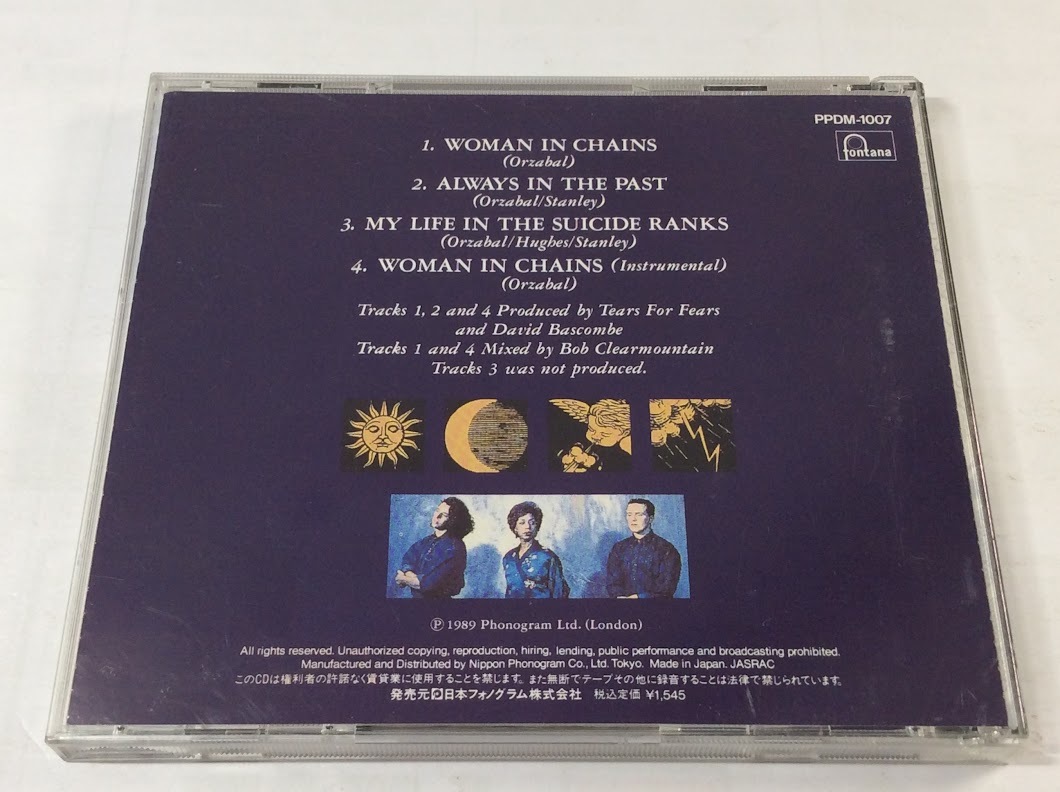 PPDM-1007
fontana
1. WOMAN IN CHAINS
(Orzabal)
2. ALWAYS IN THE PAST
(Orzabal/Stanley)
3. MY LIFE IN THE SUICIDE RANKS
(Orzabal/Hughes/Stanley)
4. WOMAN IN CHAINS (Instrumental)
(Orzabal)
Tracks 1, 2 and 4 Produced by Tears For Fears
and David Bascombe
Tracks 1 and 4 Mixed by Bob Clearmountain
Tracks 3 was not produced.
Ⓟ 1989 Phonogram Ltd. (London)
All rights reserved. Unauthorized copying, reproduction, hiring, lending, public performance and broadcasting prohibited.
Manufactured and Distributed by Nippon Phonogram Co., Ltd. Tokyo. Made in Japan. JASRAC
このCDは権利者の許諾なく賃貸業に使用することを禁じます。また無断でテープその他に録音することは法律で禁じられています。
発売元 日本フォノグラム株式会社 税込定価 ¥1,545